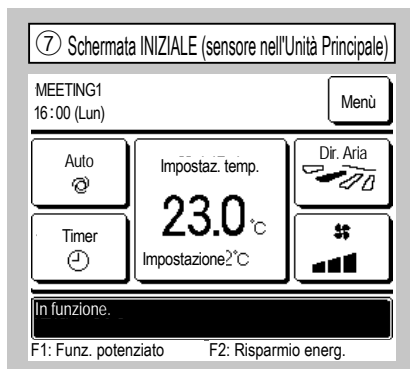 7 Schermata INIZIALE (sensore nell'Unità Principale)
MEETING1
16:00 (Lun)
Menù
Auto
Impostaz. temp.
Dir. Aria
23.0 °C
Timer
Impostazione2°C
In funzione.
F1: Funz. potenziato F2: Risparmio energ.